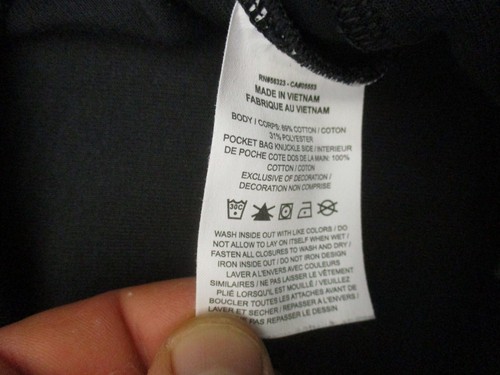 RN#56323 - CA#05553
MADE IN VIETNAM
FABRIQUE AU VIETNAM
BODY / CORPS: 69% COTTON / COTON
31% POLYESTER
POCKET BAG KNUCKLE SIDE / INTERIEUR
DE POCHE COTE DOS DE LA MAIN: 100%
COTTON / COTON
EXCLUSIVE OF DECORATION /
DECORATION NON COMPRISE
30C
WASH INSIDE OUT WITH LIKE COLORS / DO
NOT ALLOW TO LAY ON ITSELF WHEN WET /
FASTEN ALL CLOSURES TO WASH AND DRY /
IRON INSIDE OUT / DO NOT IRON DESIGN
LAVER À L'ENVERS AVEC COULEURS
SIMILAIRES / NE PAS LAISSER LE VÊTEMENT
PLIÉ LORSQU'IL EST MOUILLÉ / VEUILLEZ
BOUCLER TOUTES LES ATTACHES AVANT DE
LAVER ET SÉCHER / REPASSER À L'ENVERS /
NE PAS REPASSER LE DESSIN